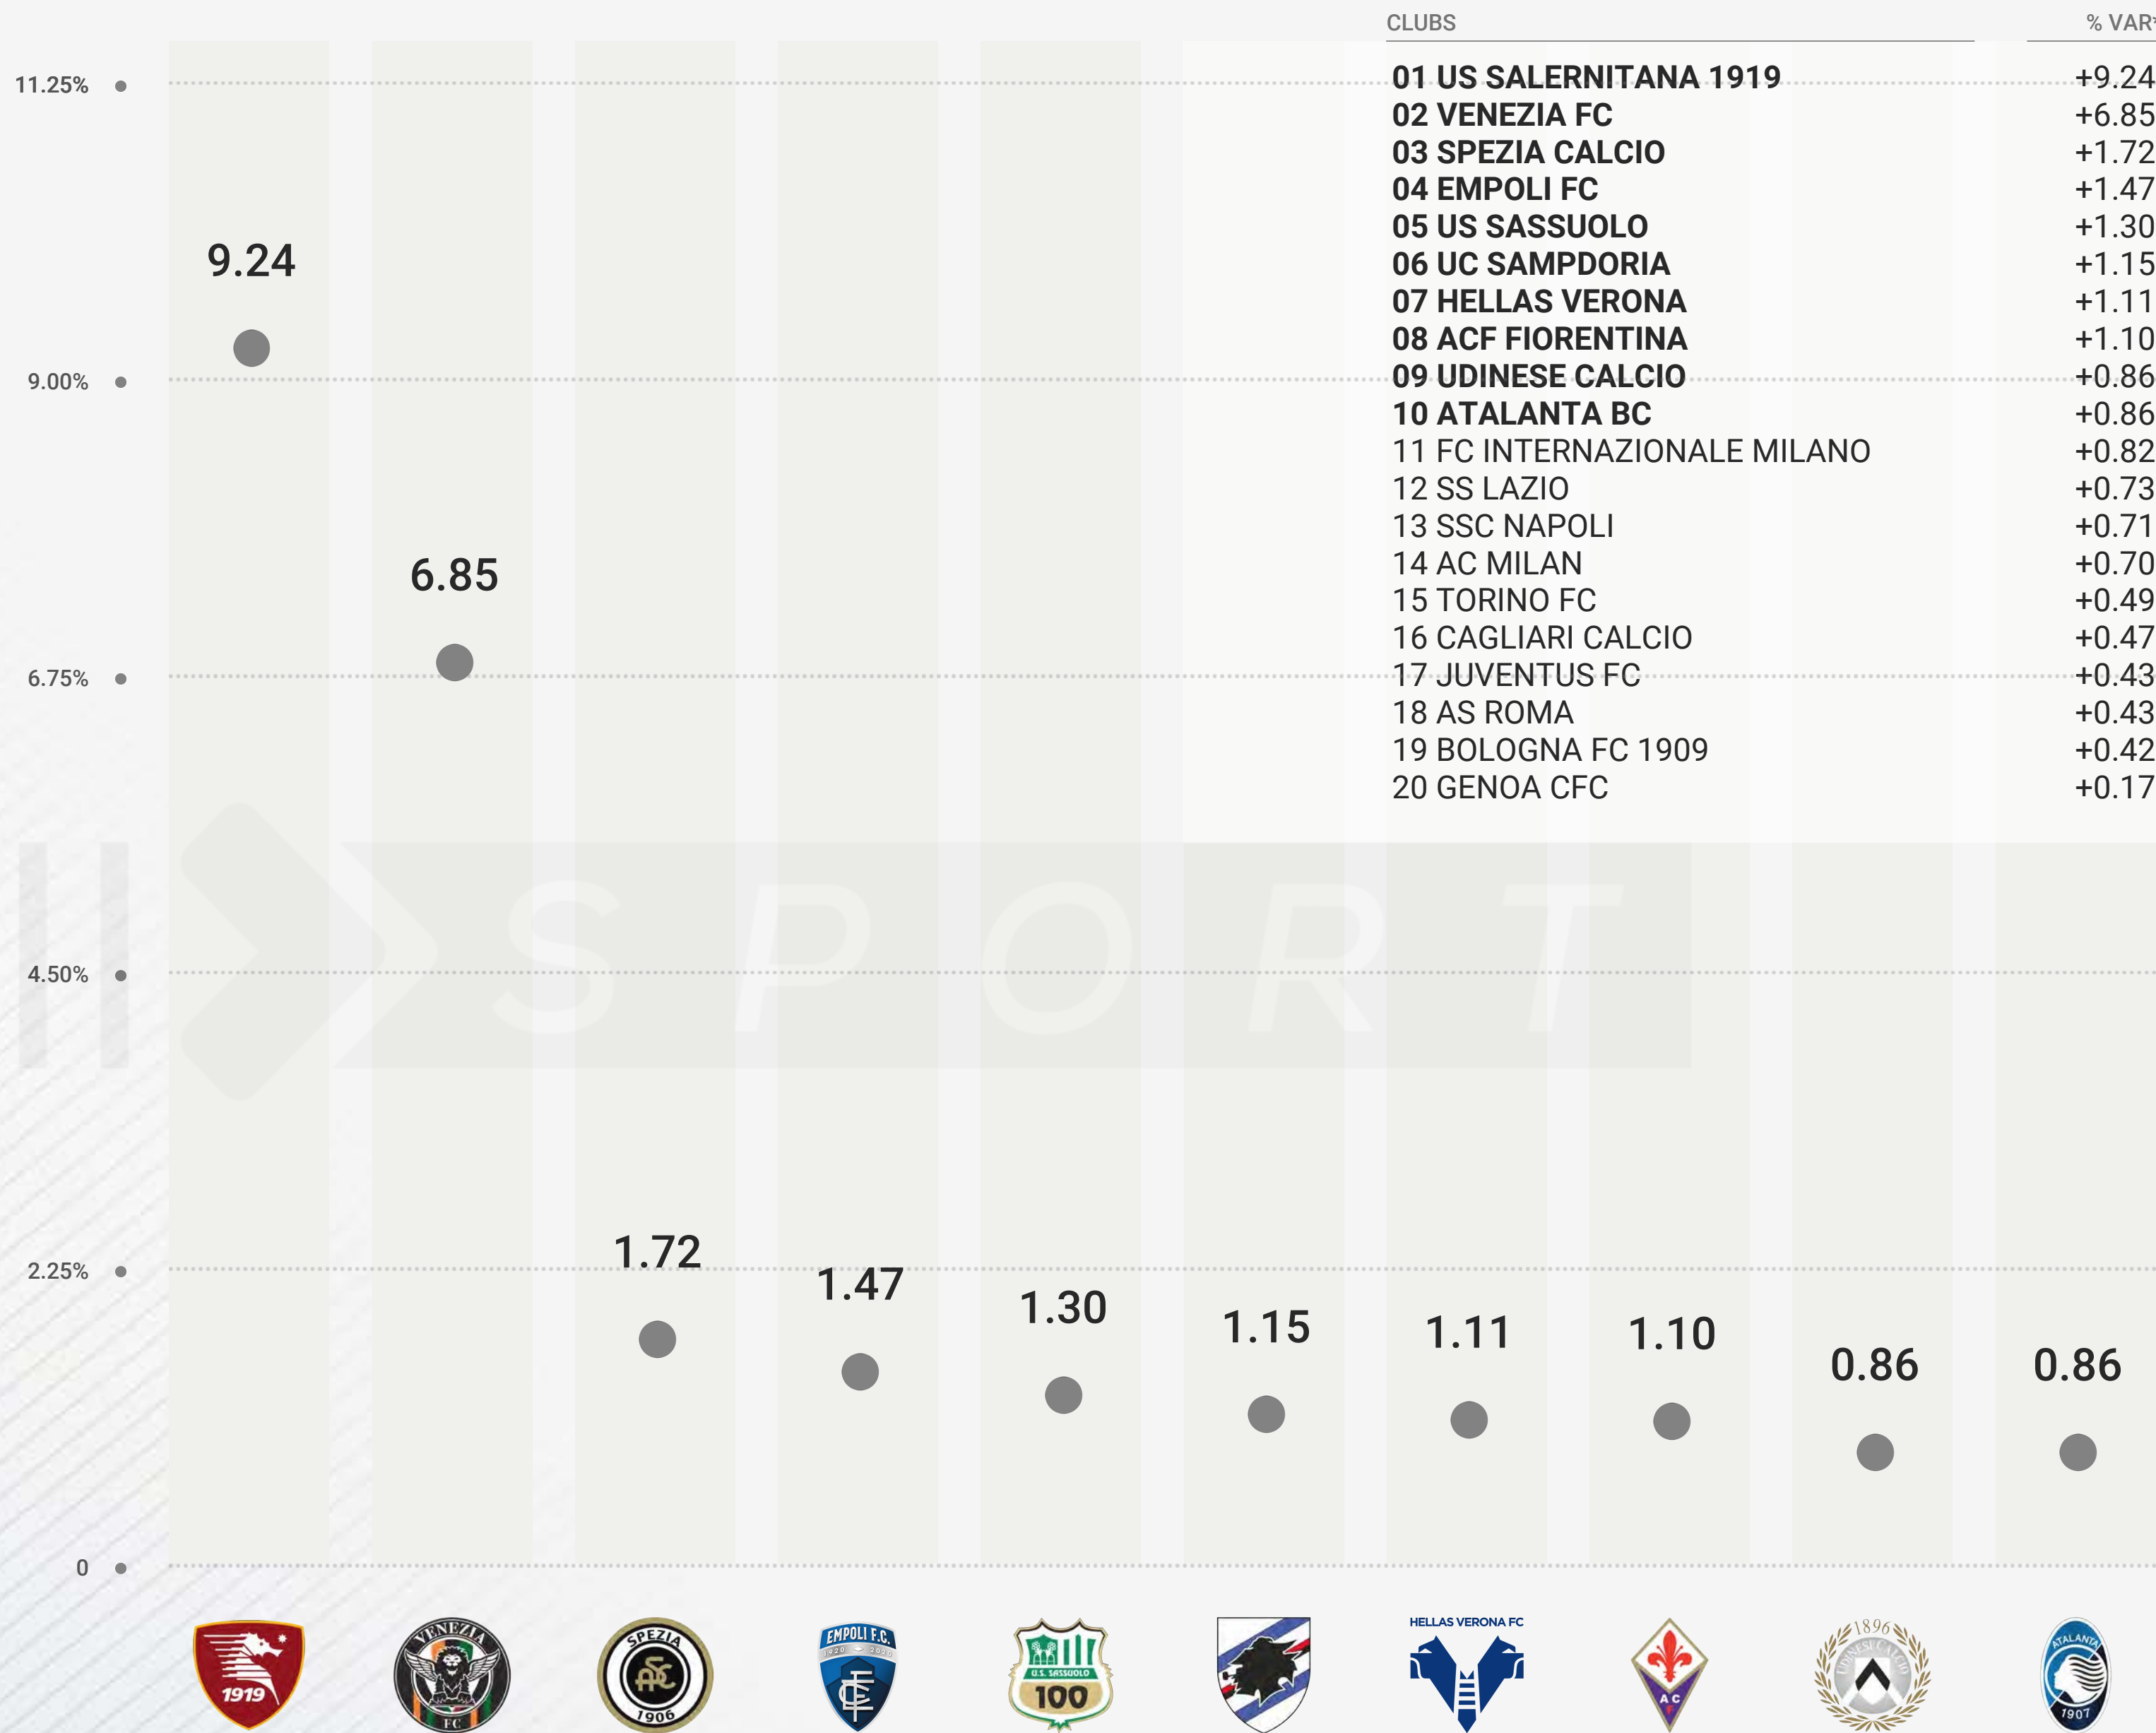 CLUBS % VAR*
01 US SALERNITANA 1919 +9.24
02 VENEZIA FC +6.85
03 SPEZIA CALCIO +1.72
04 EMPOLI FC +1.47
05 US SASSUOLO +1.30
06 UC SAMPDORIA +1.15
07 HELLAS VERONA +1.11
08 ACF FIORENTINA +1.10
09 UDINESE CALCIO +0.86
10 ATALANTA BC +0.86
11 FC INTERNAZIONALE MILANO +0.82
12 SS LAZIO +0.73
13 SSC NAPOLI +0.71
14 AC MILAN +0.70
15 TORINO FC +0.49
16 CAGLIARI CALCIO +0.47
17 JUVENTUS FC +0.43
18 AS ROMA +0.43
19 BOLOGNA FC 1909 +0.42
20 GENOA CFC +0.17
11.25%
9.00%
6.75%
4.50%
2.25%
0
9.24
6.85
1.72
1.47
1.30
1.15
1.11
1.10
0.86
0.86
SPORT
1919
VENEZIA
FC
SPEZIA
1906
EMPOLI F.C.
1920 2020
U.S. SASSUOLO
100
HELLAS VERONA FC
AC
F
1896
UDINESE CALCIO
ATALANTA
1907